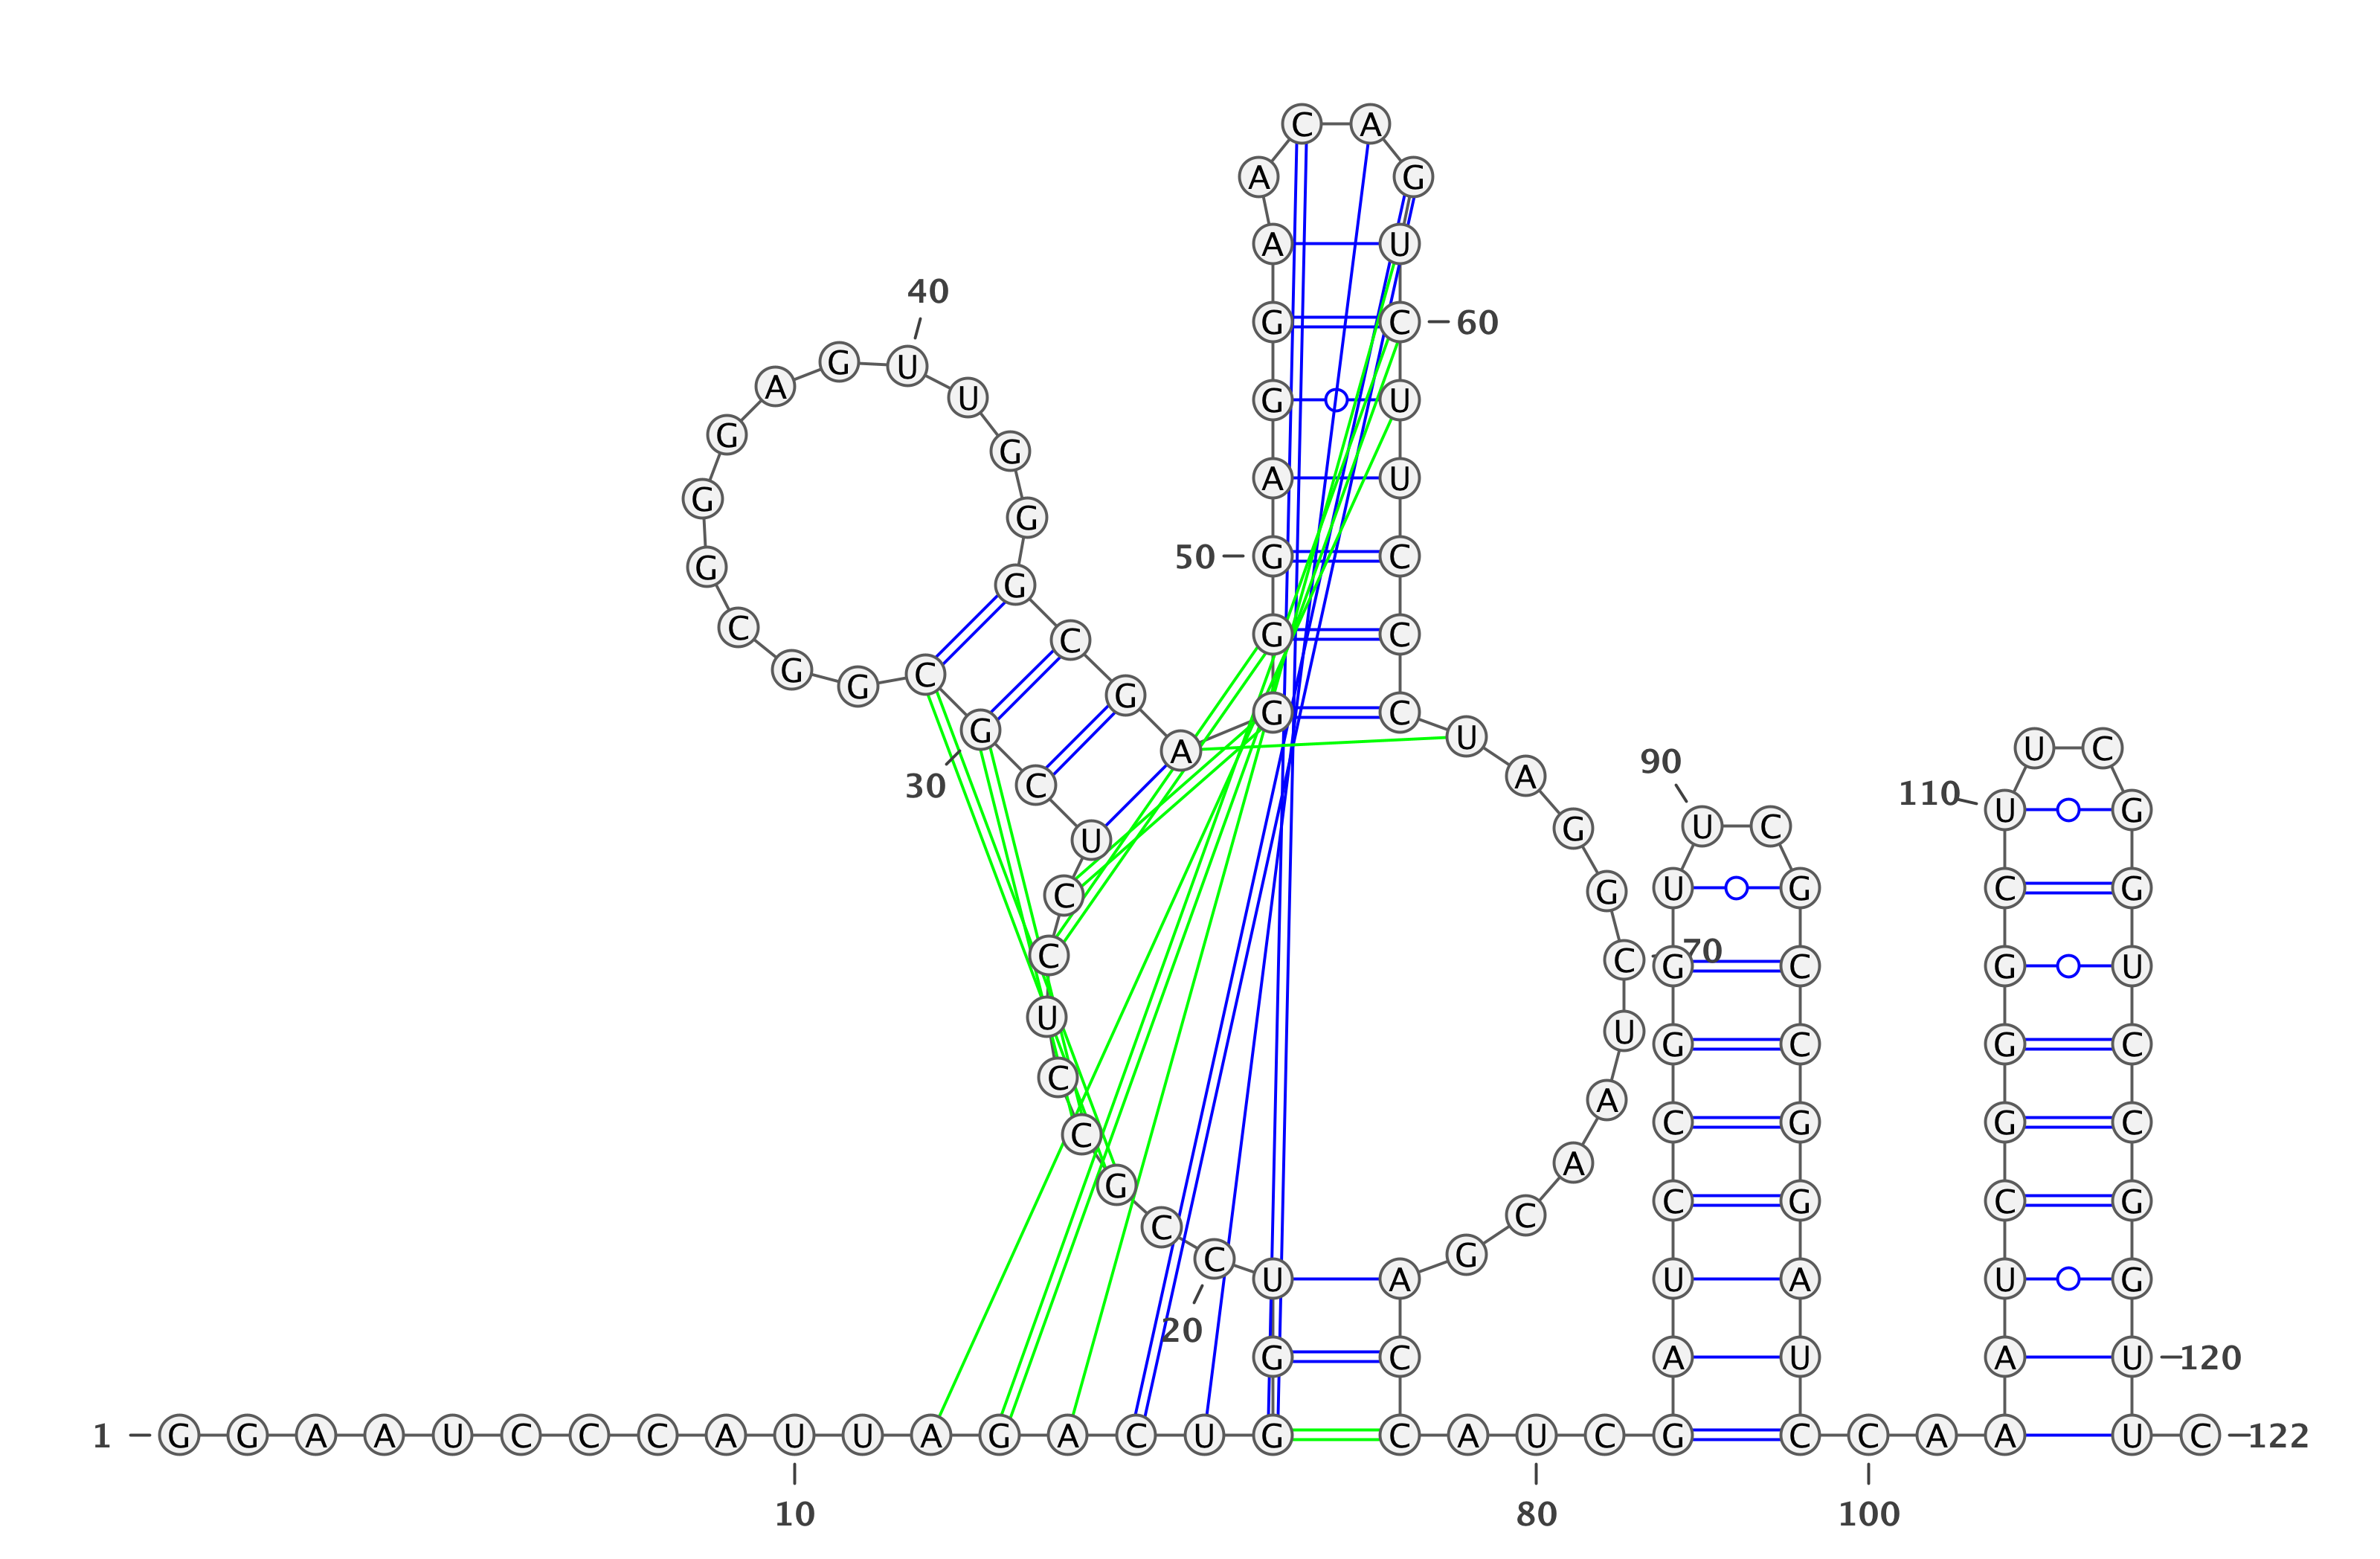 C A
A G
A U
40
G C 60
G U
A U G U
G G
A U
G G
50 G C
G G
C C G C
G G C
G
G C
G A U U C
90
30 C A 110 U G
U G U C
C G U G C G
70
C C G C G U
U U
G C G C
C A
C G G C
C A
G
C G C G
C C
C G
U A U A U G
20
G C A U A U 120
1 G G A A U C C C A U U A G A C U G C A U C G C C A A U C 122
10 80 100